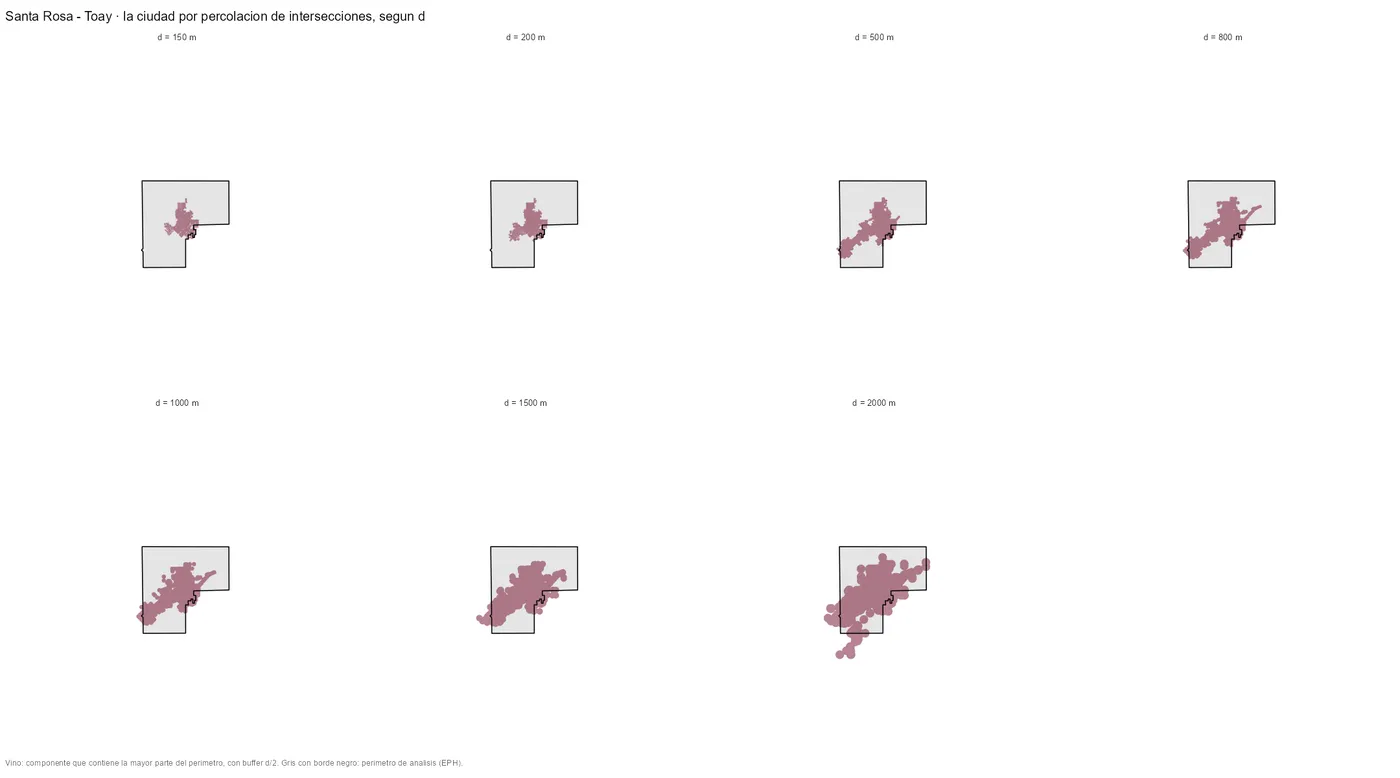 Santa Rosa - Toay · la ciudad por percolacion de intersecciones, segun d
d = 150 m
d = 200 m
d = 500 m
d = 800 m
d = 1000 m
d = 1500 m
d = 2000 m
Vino: componente que contiene la mayor parte del perimetro, con buffer d/2. Gris con borde negro: perimetro de analisis (EPH).